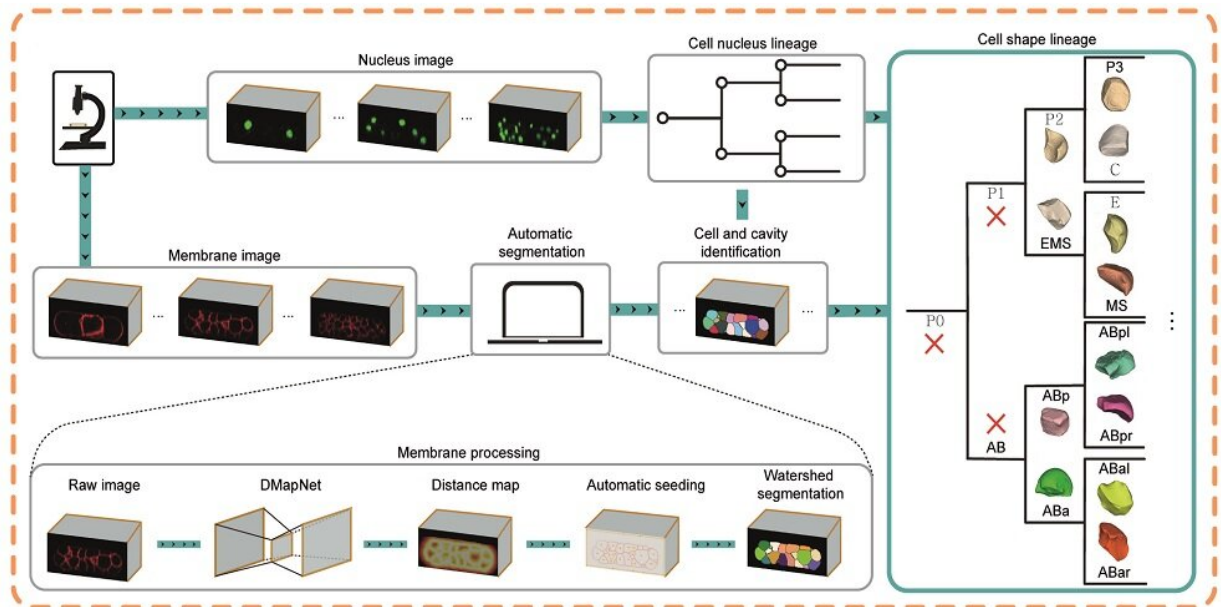 Nucleus image
Cell nucleus lineage
Cell shape lineage
Membrane image
Automatic
segmentation
Cell and cavity
identification
P0
P1
AB
P2
EMS
ABp
ABa
P3
C
E
MS
ABpl
ABpr
ABal
ABar
Membrane processing
Raw image
DMapNet
Distance map
Automatic seeding
Watershed
segmentation